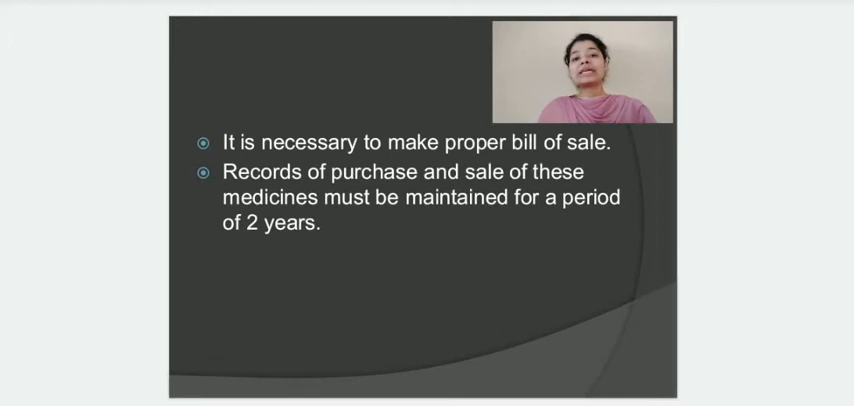 It is necessary to make proper bill of sale.
Records of purchase and sale of these
medicines must be maintained for a period
of 2 years.